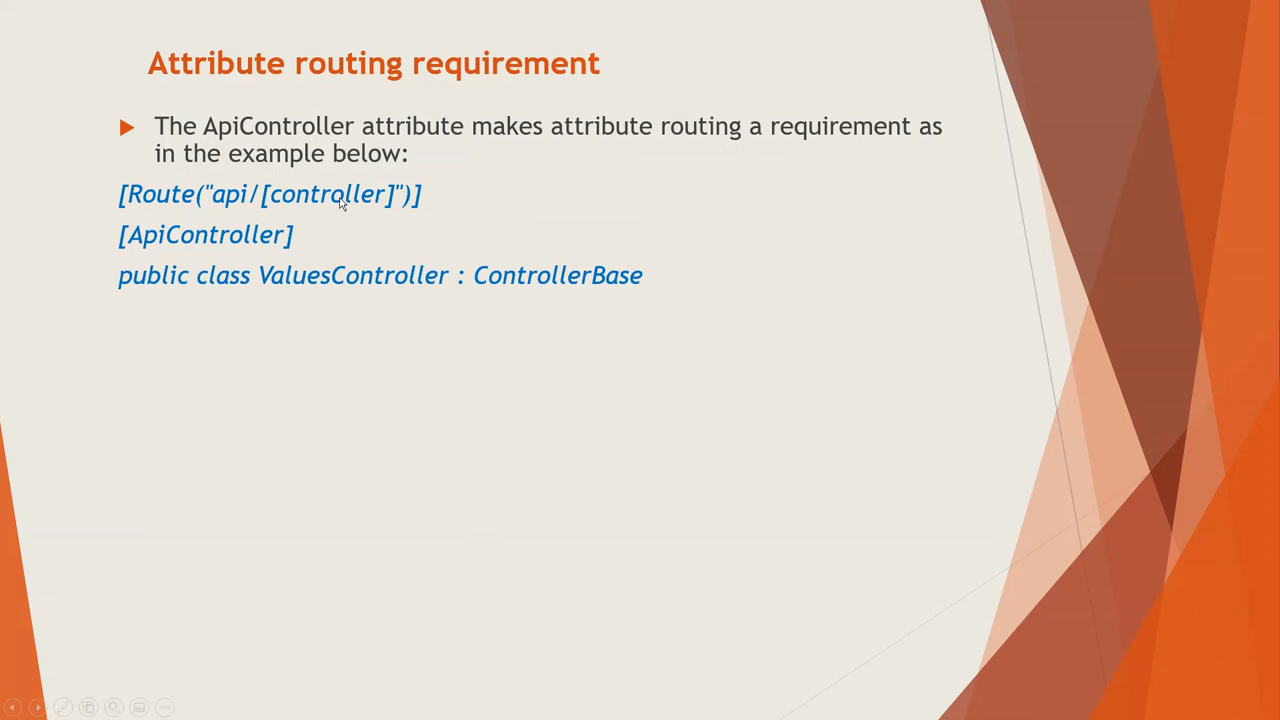 Attribute routing requirement
The ApiController attribute makes attribute routing a requirement as
in the example below:
[Route("api/[controller]")]
[ApiController]
public class ValuesController : ControllerBase